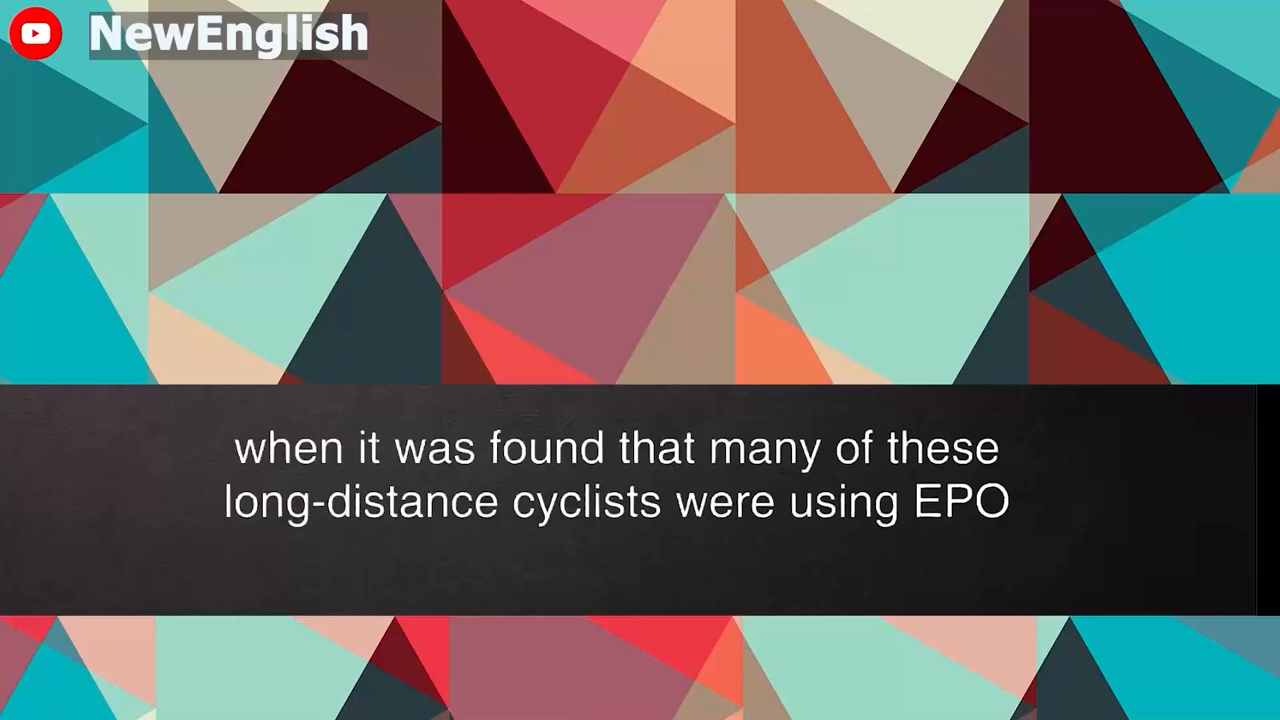 NewEnglish
when it was found that many of these
long-distance cyclists were using EPO